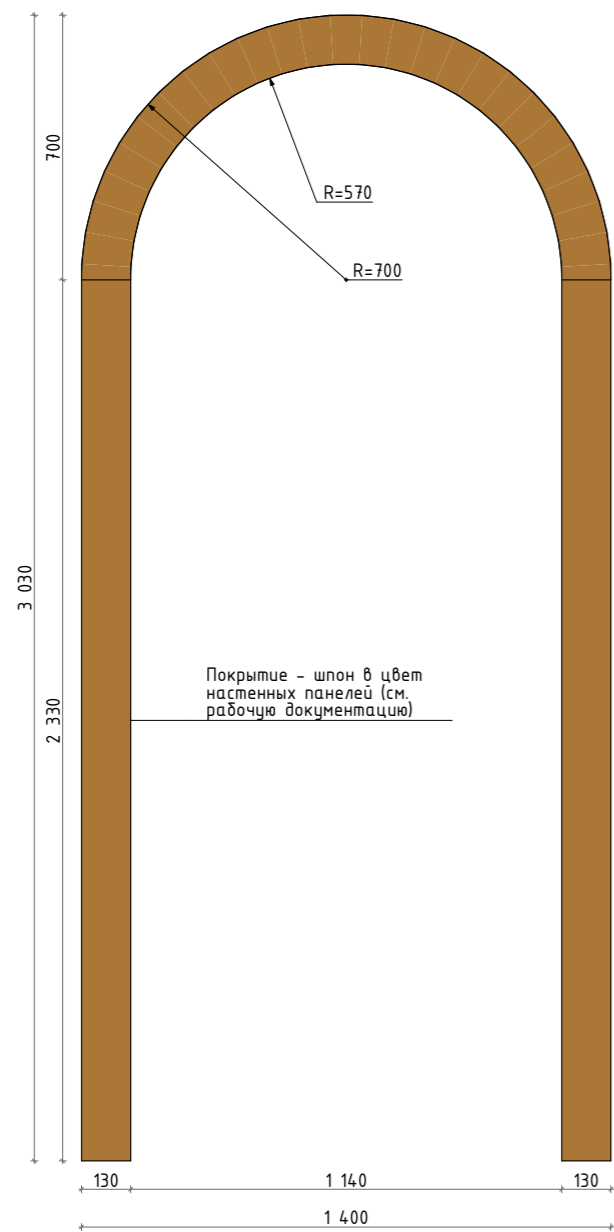 700
R=570
R=700
3 030
2 330
Покрытие - шпон в цвет
настенных панелей (см.
рабочую документацию)
130
1 140
130
1 400